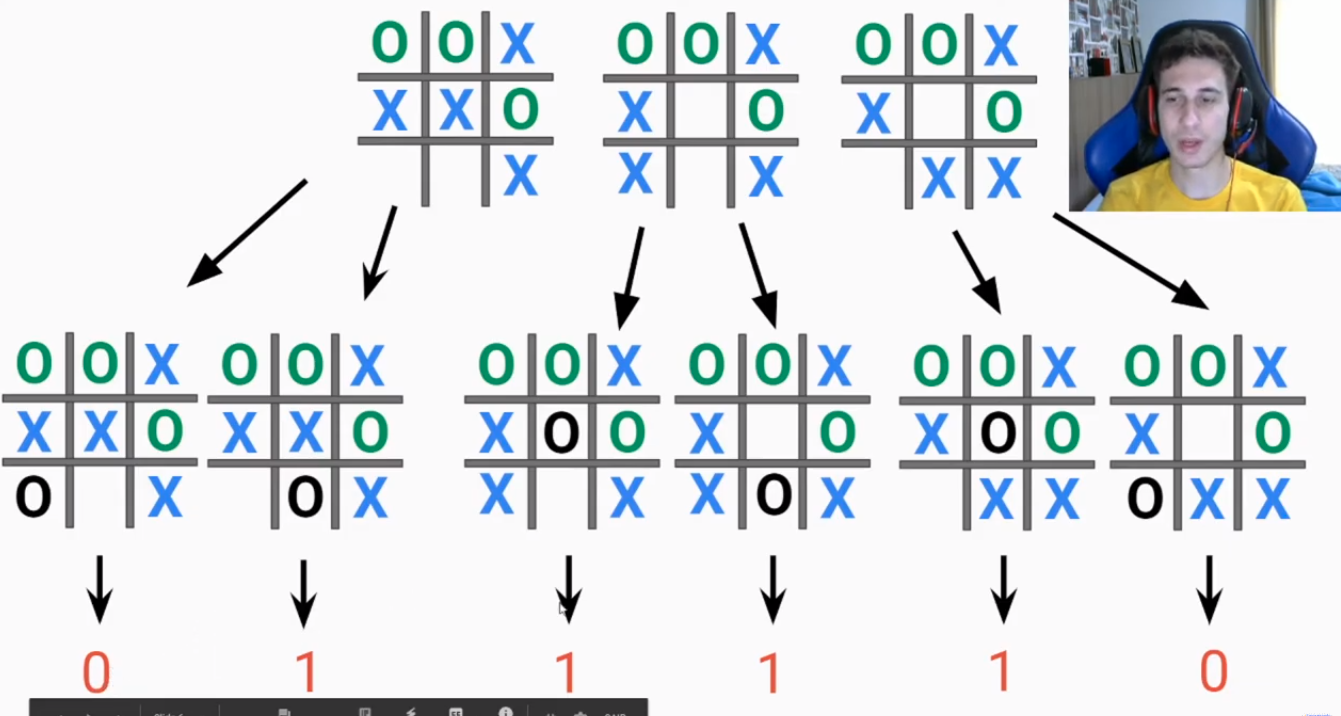 O O X O O X O O X
X X O X O X O
X X X X X
O O X O O X O O X O O X O O X O O X
X X O X X O X O O X O X O O X O
O X O X X X X O X X X O X X
0 1 1 1 1 0